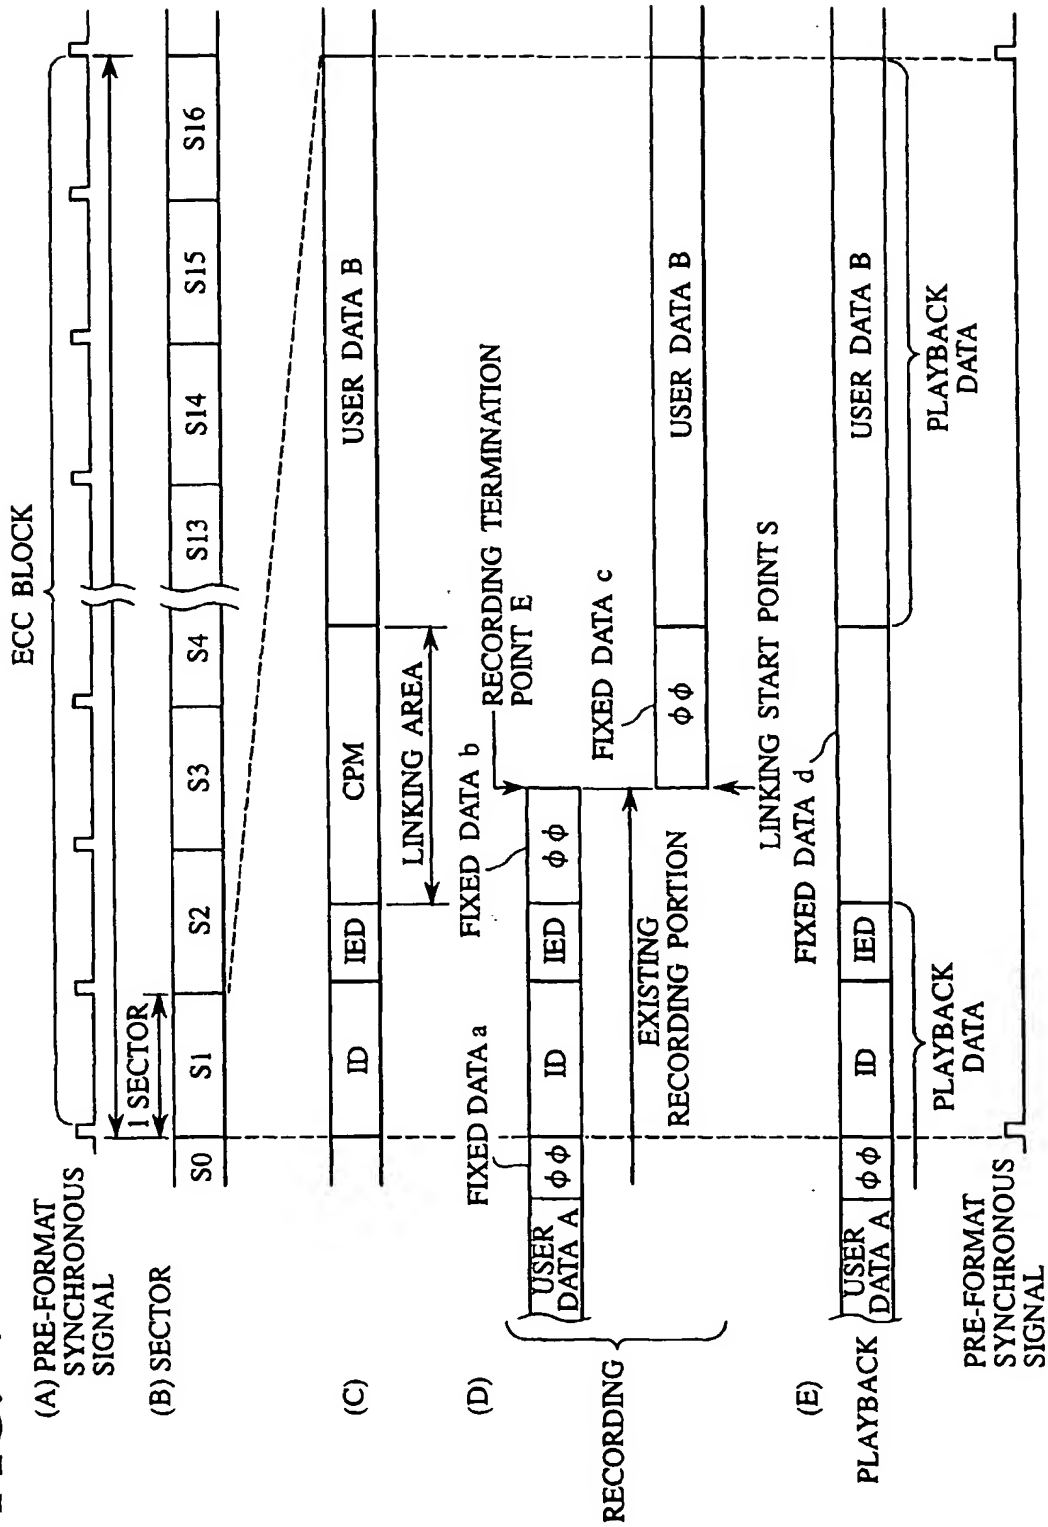 (A) PRE-FORMAT
SYNCHRONOUS
SIGNAL
ECC BLOCK
1 SECTOR
(B) SECTOR
S0
S1
S2
S3
S4
S13
S14
S15
S16
(C)
ID
IED
CPM
USER DATA B
LINKING AREA
(D)
RECORDING
FIXED DATA a
FIXED DATA b
RECORDING TERMINATION
POINT E
USER
DATA A
ϕϕ
ID
IED
ϕϕ
EXISTING
RECORDING PORTION
FIXED DATA c
ϕϕ
USER DATA B
LINKING START POINT S
FIXED DATA d
(E)
PLAYBACK
USER
DATA A
ϕϕ
ID
IED
USER DATA B
PLAYBACK
DATA
PLAYBACK
DATA
PRE-FORMAT
SYNCHRONOUS
SIGNAL